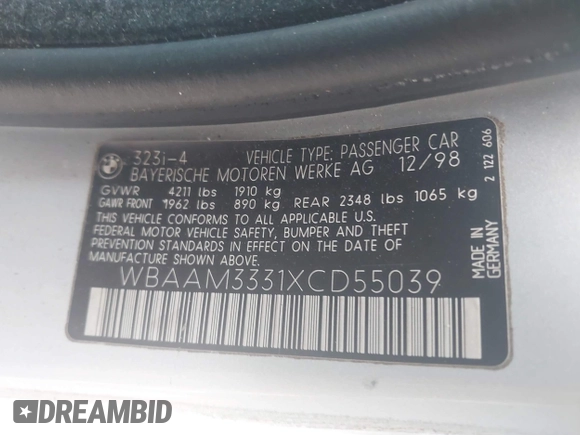 323i-4 VEHICLE TYPE: PASSENGER CAR
BAYERISCHE MOTOREN WERKE AG 12/98
GVWR 4211 lbs 1910 kg
GAWR FRONT 1962 lbs 890 kg REAR 2348 lbs 1065 kg
THIS VEHICLE CONFORMS TO ALL APPLICABLE U.S.
FEDERAL MOTOR VEHICLE SAFETY, BUMPER AND THEFT
PREVENTION STANDARDS IN EFFECT ON THE DATE OF
MANUFACTURE SHOWN ABOVE.
WBAAM3331XCD55039
MADE IN
GERMANY
2 122 606
DREAMBID